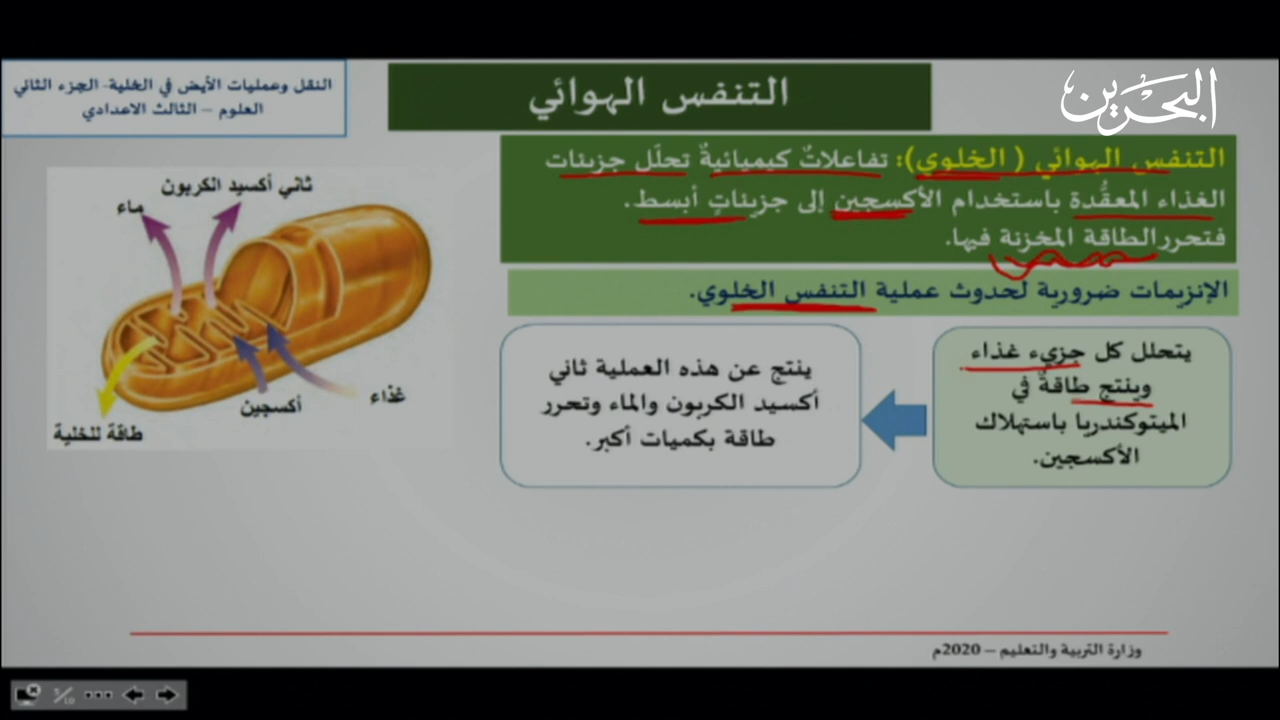 النقل وعمليات الأيض في الخلية- الجزء الثاني
العلوم – الثالث الاعدادي
التنفس الهوائي
البحرين
التنفس الهوائي ( الخلوي): تفاعلاتٌ كيميائيةٌ تحلّل جزيئات
الغذاء المعقُّدة باستخدام الأكسجين إلى جزيئاتٍ أبسط.
فتحرر الطاقة المخزنة فيها.
الإنزيمات ضرورية لحدوث عملية التنفس الخلوي.
يتحلل كل جزيء غذاء
وينتج طاقةً في
الميتوكندريا باستهلاك
الأكسجين.
ينتج عن هذه العملية ثاني
أكسيد الكربون والماء وتحرر
طاقة بكميات أكبر.
ثاني أكسيد الكربون
ماء
غذاء
أكسجين
طاقة للخلية
وزارة التربية والتعليم – 2020م